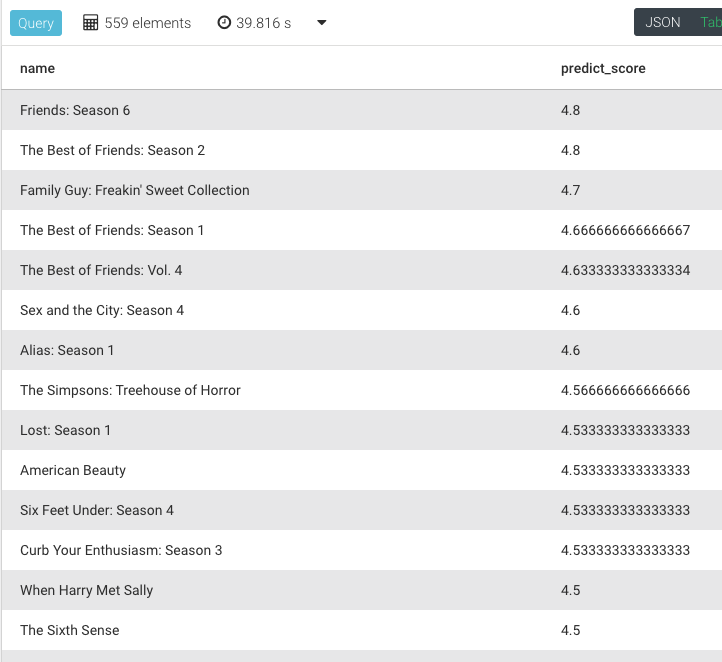 Query 559 elements 39.816 s JSON Tab
name predict_score
Friends: Season 6 4.8
The Best of Friends: Season 2 4.8
Family Guy: Freakin' Sweet Collection 4.7
The Best of Friends: Season 1 4.666666666666667
The Best of Friends: Vol. 4 4.633333333333334
Sex and the City: Season 4 4.6
Alias: Season 1 4.6
The Simpsons: Treehouse of Horror 4.566666666666666
Lost: Season 1 4.533333333333333
American Beauty 4.533333333333333
Six Feet Under: Season 4 4.533333333333333
Curb Your Enthusiasm: Season 3 4.533333333333333
When Harry Met Sally 4.5
The Sixth Sense 4.5